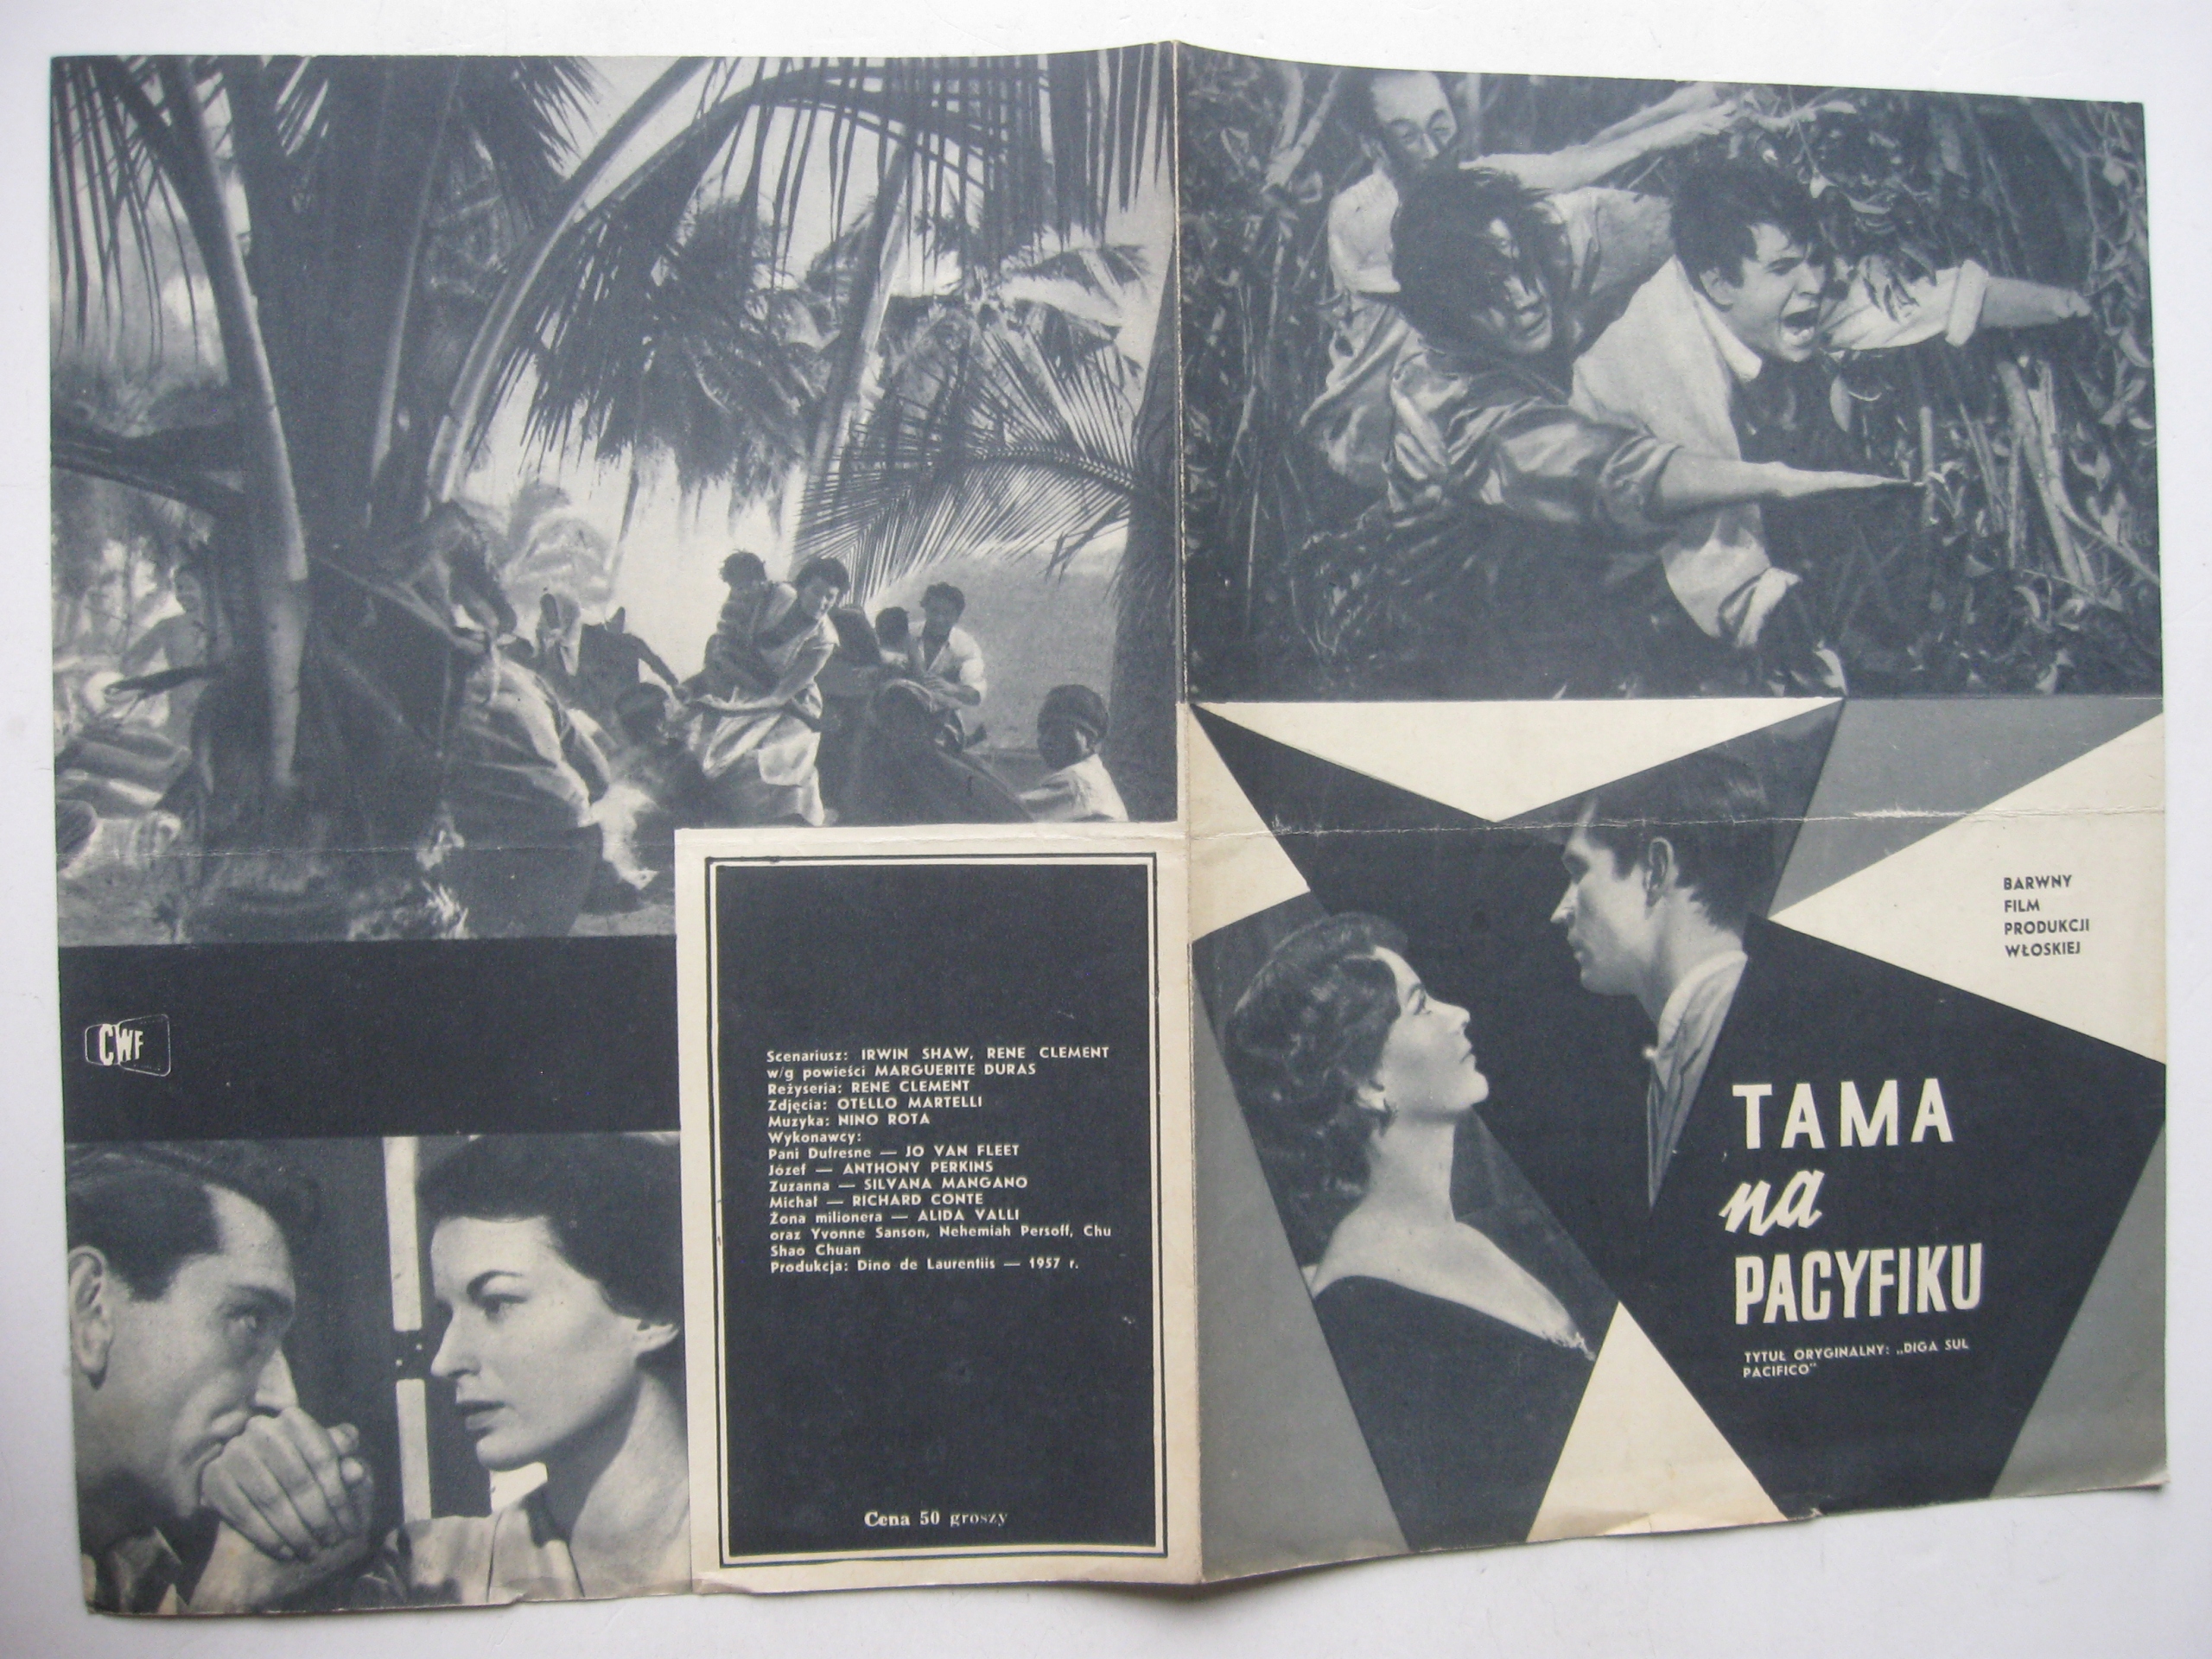 CWF
Scenariusz: IRWIN SHAW, RENE CLEMENT
w/g powieści MARGUERITE DURAS
Reżyseria: RENE CLEMENT
Zdjęcia: OTELLO MARTELLI
Muzyka: NINO ROTA
Wykonawcy:
Pani Dufresne — JO VAN FLEET
Józef — ANTHONY PERKINS
Zuzanna — SILVANA MANGANO
Michał — RICHARD CONTE
Żona milionera — ALIDA VALLI
oraz Yvonne Sanson, Nehemiah Persoff, Chu
Shao Chuan
Produkcja: Dino de Laurentiis — 1957 r.
Cena 50 groszy
BARWNY
FILM
PRODUKCJI
WŁOSKIEJ
TAMA
na
PACYFIKU
TYTUŁ ORYGINALNY: „DIGA SUL
PACIFICO"